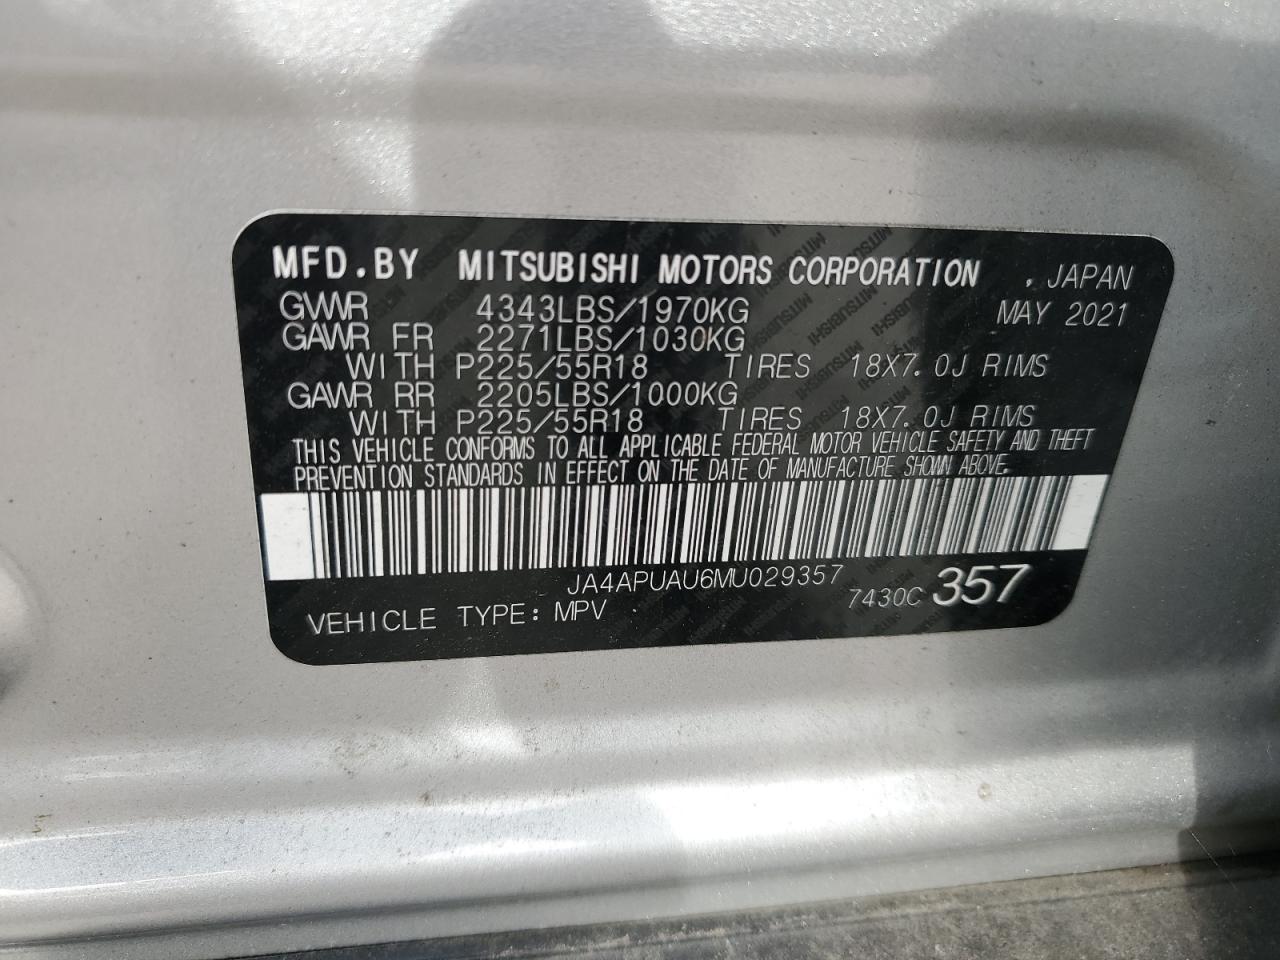 MFD.BY MITSUBISHI MOTORS CORPORATION , JAPAN
GVWR 4343LBS/1970KG MAY 2021
GAWR FR 2271LBS/1030KG
WITH P225/55R18 TIRES 18X7.0J RIMS
GAWR RR 2205LBS/1000KG
WITH P225/55R18 TIRES 18X7.0J RIMS
THIS VEHICLE CONFORMS TO ALL APPLICABLE FEDERAL MOTOR VEHICLE SAFETY AND THEFT
PREVENTION STANDARDS IN EFFECT ON THE DATE OF MANUFACTURE SHOWN ABOVE.
JA4APUAU6MU029357
7430C 357
VEHICLE TYPE: MPV